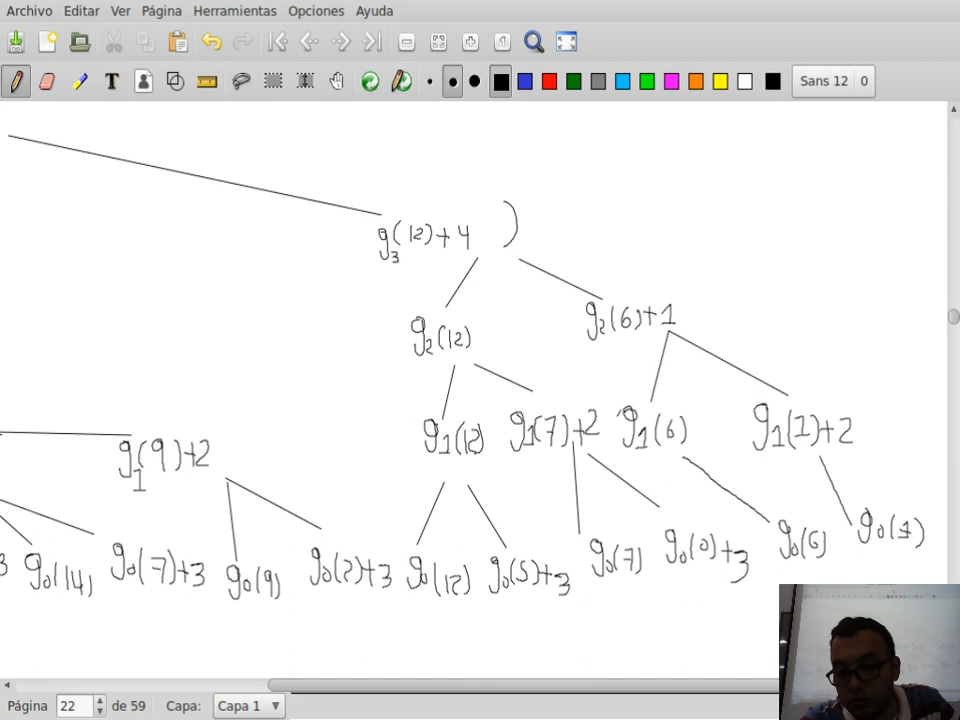 Archivo Editar Ver Página Herramientas Opciones Ayuda
T Sans 12 0
g3(12)+4 )
g2(12) g2(6)+1
g1(9)+2 g1(12) g1(7)+2 g1(6) g1(1)+2
3 g0(14) g0(7)+3 g0(9) g0(2)+3 g0(12) g0(5)+3 g0(7) g0(0)+3 g0(6) g0(1)
Página 22 de 59 Capa: Capa 1